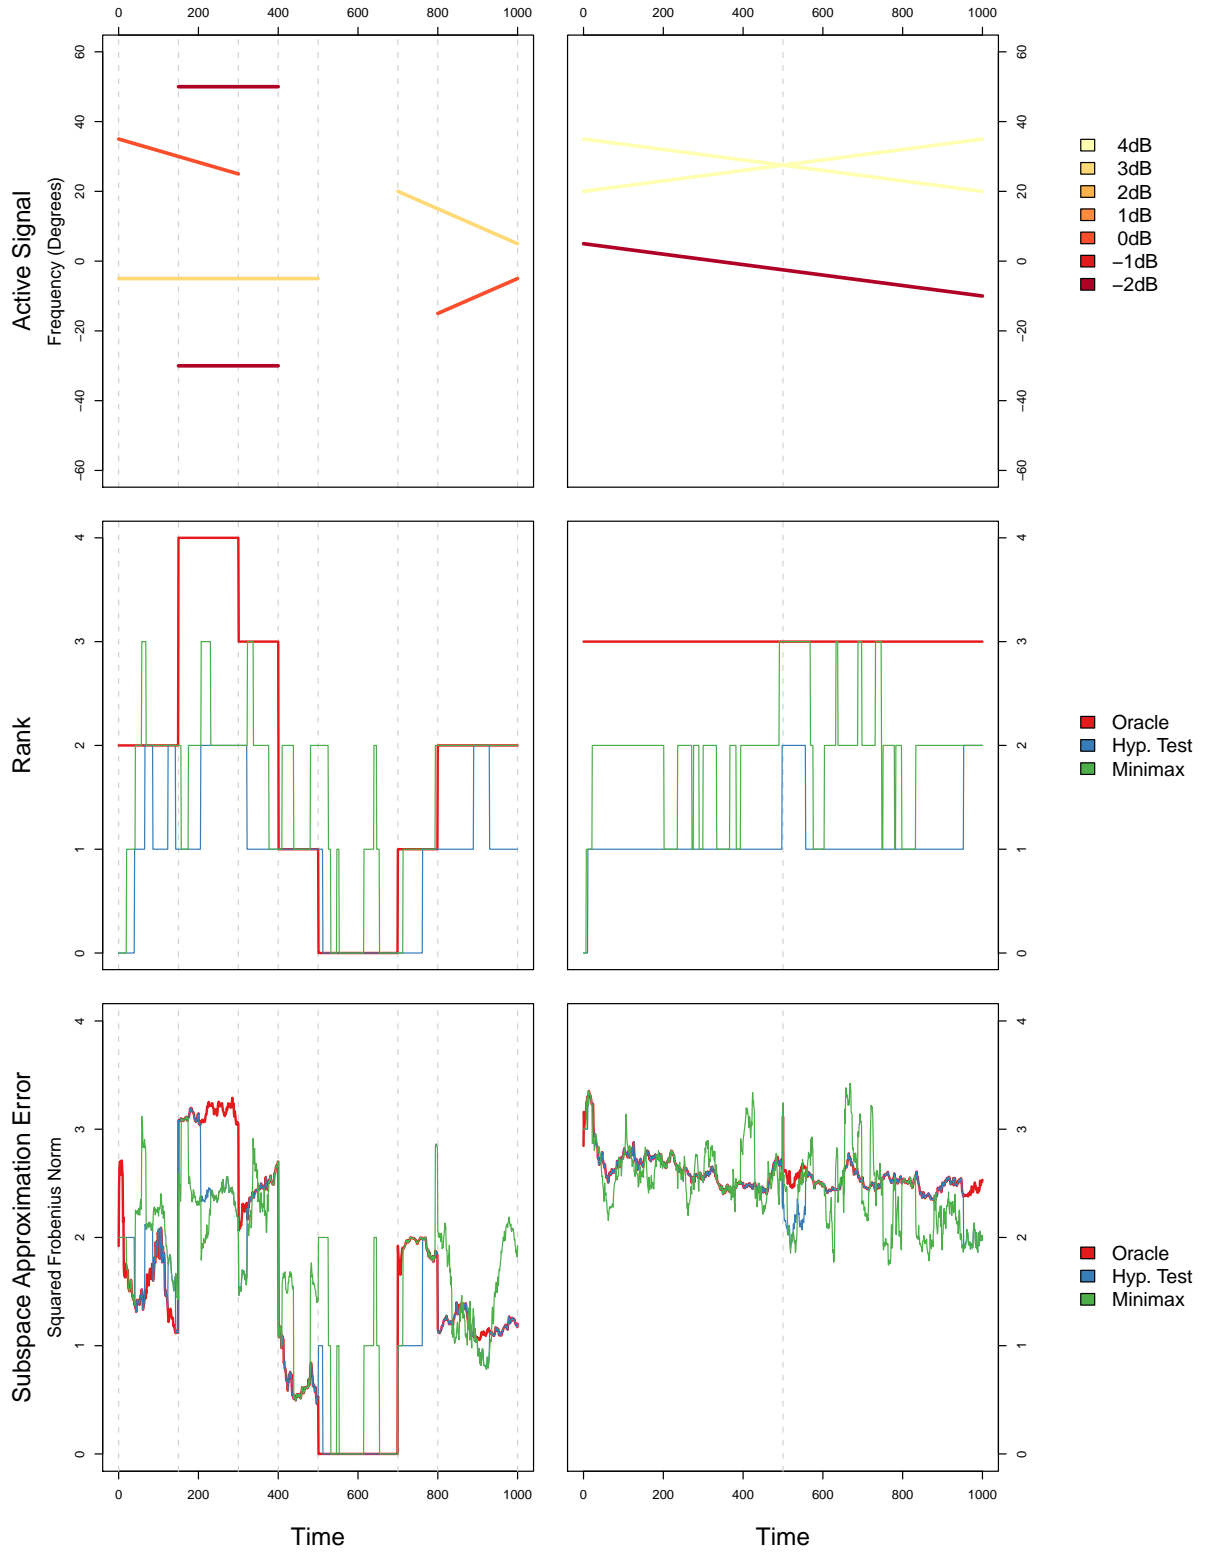 0 200 400 600 800 1000
0 200 400 600 800 1000
Active Signal
Frequency (Degrees)
60
40
20
0
−20
−40
−60
60
40
20
0
−20
−40
−60
4dB
3dB
2dB
1dB
0dB
−1dB
−2dB
Rank
4
3
2
1
0
4
3
2
1
0
Oracle
Hyp. Test
Minimax
Subspace Approximation Error
Squared Frobenius Norm
4
3
2
1
0
4
3
2
1
0
Oracle
Hyp. Test
Minimax
0 200 400 600 800 1000
0 200 400 600 800 1000
Time
Time